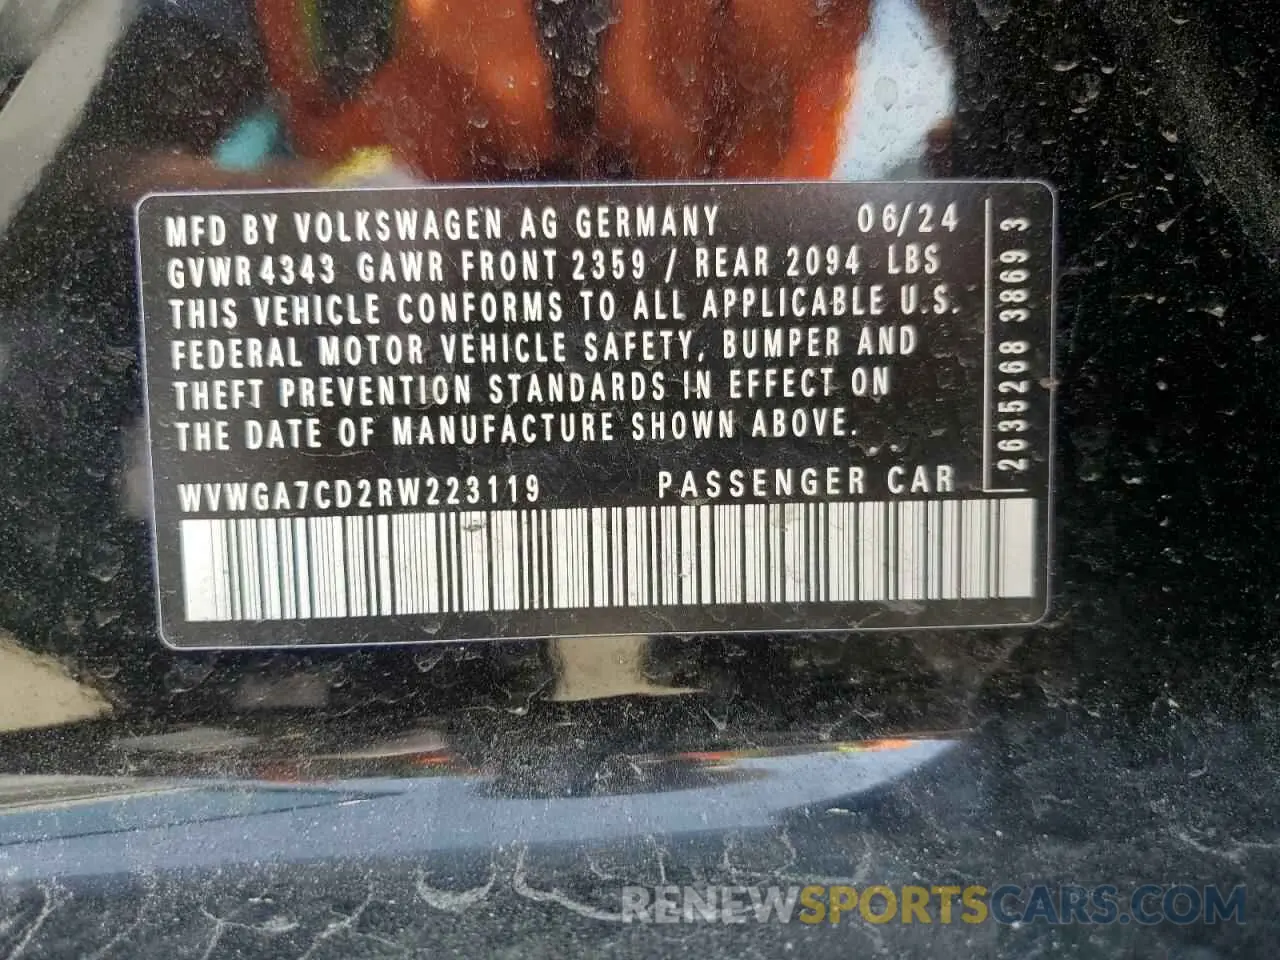 MFD BY VOLKSWAGEN AG GERMANY 06/24
GVWR 4343 GAWR FRONT 2359 / REAR 2094 LBS
THIS VEHICLE CONFORMS TO ALL APPLICABLE U.S.
FEDERAL MOTOR VEHICLE SAFETY, BUMPER AND
THEFT PREVENTION STANDARDS IN EFFECT ON
THE DATE OF MANUFACTURE SHOWN ABOVE.
WVWGA7CD2RW223119 PASSENGER CAR
2635268 3869 3
RENEWSPORTSCARS.COM